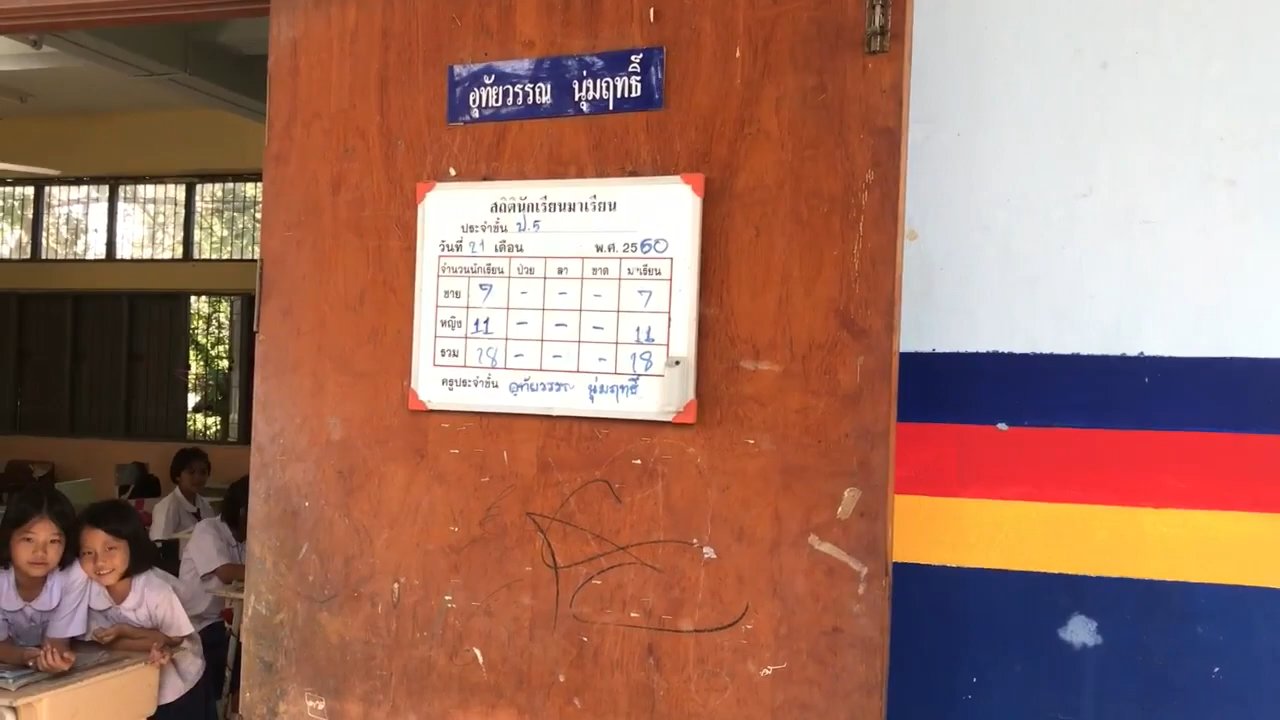 อุทัยวรรณ นุ่มฤทธิ์
สถิตินักเรียนมาเรียน
ประจำชั้น ป.5
วันที่ 21 เดือน พ.ศ. 2560
จำนวนนักเรียน ป่วย ลา ขาด มาเรียน
ชาย 7 - - - 7
หญิง 11 - - - 11
รวม 18 - - - 18
ครูประจำชั้น อุทัยวรรณ นุ่มฤทธิ์